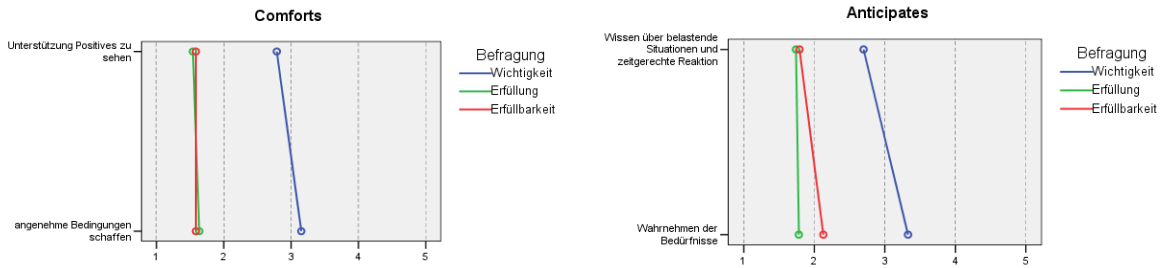 Comforts
Unterstützung Positives zu
sehen
angenehme Bedingungen
schaffen
1 2 3 4 5
Befragung
Wichtigkeit
Erfüllung
Erfüllbarkeit
Anticipates
Wissen über belastende
Situationen und
zeitgerechte Reaktion
Wahrnehmen der
Bedürfnisse
1 2 3 4 5
Befragung
Wichtigkeit
Erfüllung
Erfüllbarkeit